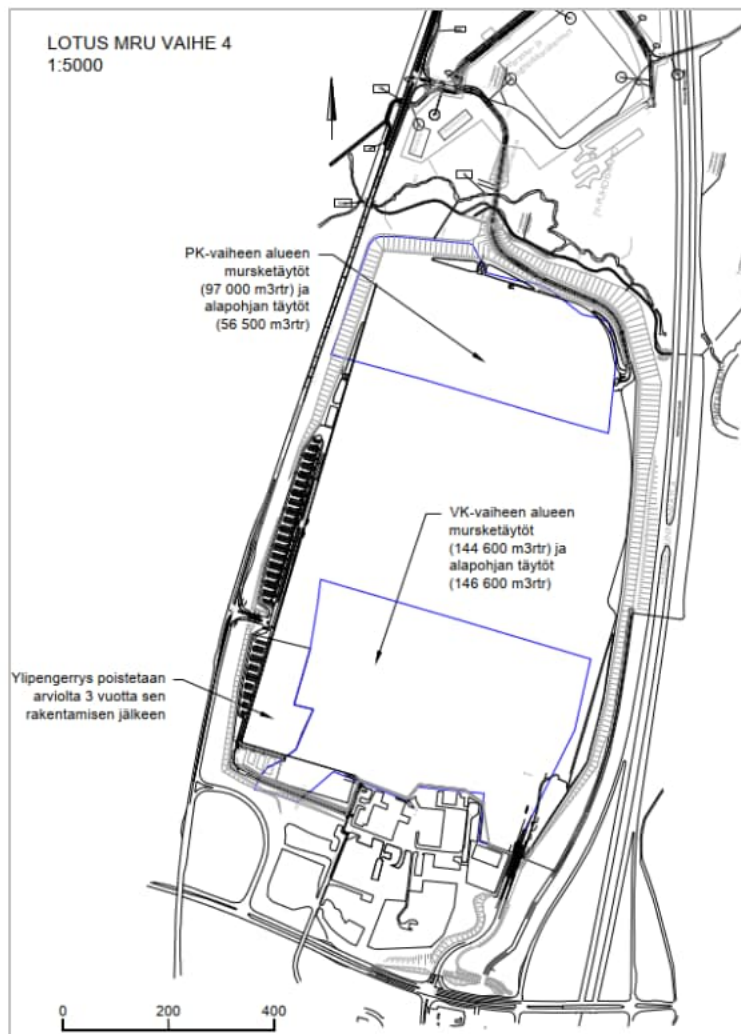 LOTUS MRU VAIHE 4
1:5000
PK-vaiheen alueen
mursketäytöt
(97 000 m3rtr) ja
alapohjan täytöt
(56 500 m3rtr)
VK-vaiheen alueen
mursketäytöt
(144 600 m3rtr) ja
alapohjan täytöt
(146 600 m3rtr)
Ylipengerrys poistetaan
arviolta 3 vuotta sen
rakentamisen jälkeen
0 200 400